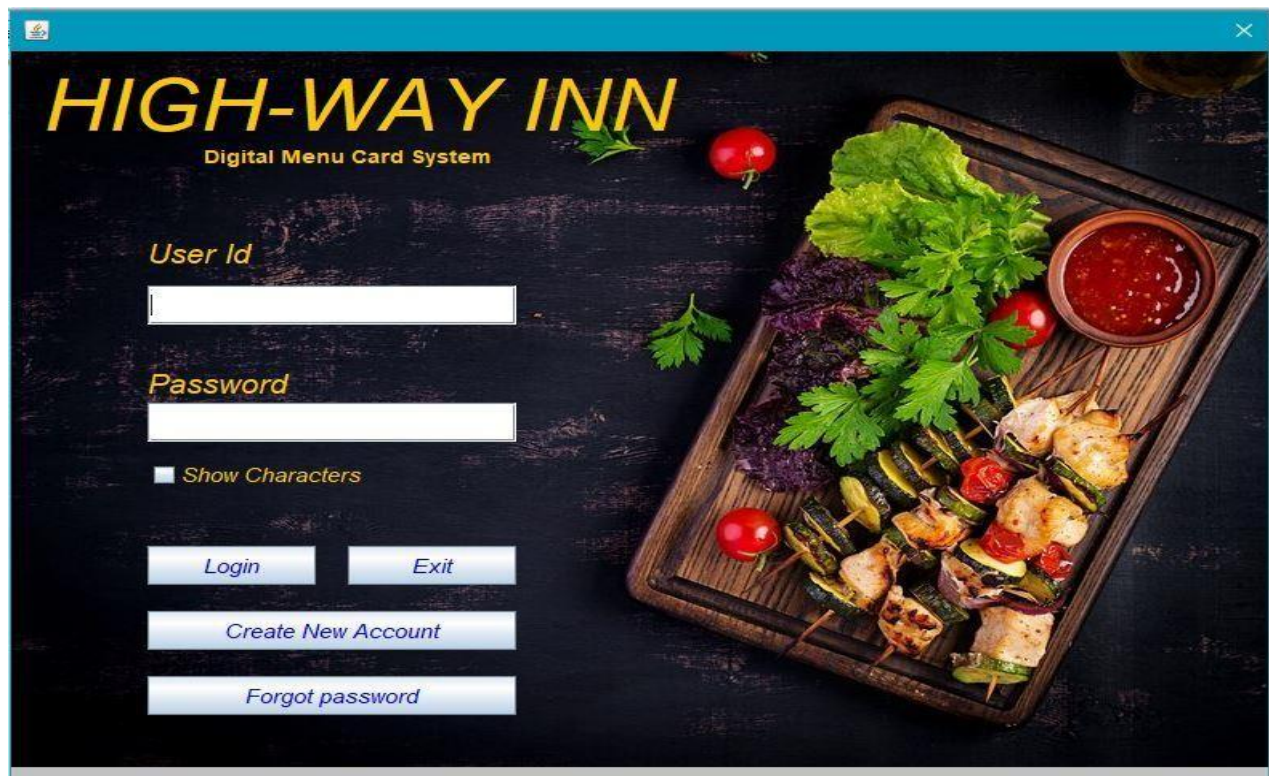 HIGH-WAY INN
Digital Menu Card System
User Id
Password
Show Characters
Login Exit
Create New Account
Forgot password